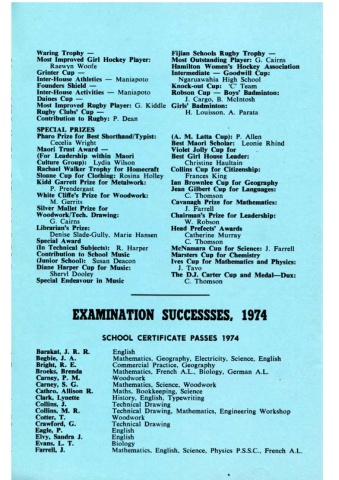 Waring Trophy —
Most Improved Girl Hockey Player:
Raewyn Woofe
Grinter Cup —
Inter-House Athletics — Maniapoto
Founders Shield —
Inter-House Activities — Maniapoto
Daines Cup —
Most Improved Rugby Player: G. Kiddle
Rugby Clubs' Cup —
Contribution to Rugby: P. Dean
SPECIAL PRIZES
Pharo Prize for Best Shorthand/Typist:
Cecelia Wright
Maori Trust Award —
(For Leadership within Maori
Culture Group): Lydia Wilson
Rachael Walker Trophy for Homecraft
Sloane Cup for Clothing: Ronita Holley
Kidd Garrett Prize for Metalwork:
P. Prendergast
White Cliffe's Prize for Woodwork:
M. Gerrits
Silver Mallet Prize for
Woodwork/Tech. Drawing:
G. Cairns
Librarian's Prize:
Denise Slade-Gully, Marie Hansen
Special Award
(In Technical Subjects): R. Harper
Contribution to School Music
(Junior School): Susan Deacon
Diane Harper Cup for Music:
Sheryl Dooley
Special Endeavour in Music
Fijian Schools Rugby Trophy —
Most Outstanding Player: G. Cairns
Hamilton Women's Hockey Association
Intermediate — Goodwill Cup:
Ngaruawahia High School
Knock-out Cup: 'C' Team
Robson Cup — Boys' Badminton:
J. Cargo, B. McIntosh
Girls' Badminton:
H. Louisson, A. Parata
(A. M. Latta Cup): P. Allen
Best Maori Scholar: Leonie Rhind
Violet Jolly Cup for
Best Girl House Leader:
Christine Haultain
Collins Cup for Citizenship:
Frances King
Ian Brownlee Cup for Geography
Jean Gilbert Cup for Languages:
C. Thomson
Cavanagh Prize for Mathematics:
J. Farrell
Chairman's Prize for Leadership:
W. Robson
Head Prefects' Awards
Catherine Murray
C. Thomson
McNamara Cup for Science: J. Farrell
Marsters Cup for Chemistry
Ives Cup for Mathematics and Physics:
J. Tavo
The D.J. Carter Cup and Medal—Dux:
C. Thomson
EXAMINATION SUCCESSSES, 1974
SCHOOL CERTIFICATE PASSES 1974
Barakat, J. R. R. English
Begbie, J. A. Mathematics, Geography, Electricity, Science, English
Bright, R. E. Commercial Practice, Geography
Brooks, Brenda Mathematics, French A.L., Biology, German A.L.
Carney, P. M. Woodwork
Carney, S. G. Mathematics, Science, Woodwork
Cathro, Allison R. Maths, Bookkeeping, Science
Clark, Lynette History, English, Typewriting
Collins, J. Technical Drawing
Collins, M. R. Technical Drawing, Mathematics, Engineering Workshop
Cotter, T. Woodwork
Crawford, G. Technical Drawing
Eagle, P. English
Elvy, Sandra J. English
Evans, L. T. Biology
Farrell, J. Mathematics, English, Science, Physics P.S.S.C., French A.L.